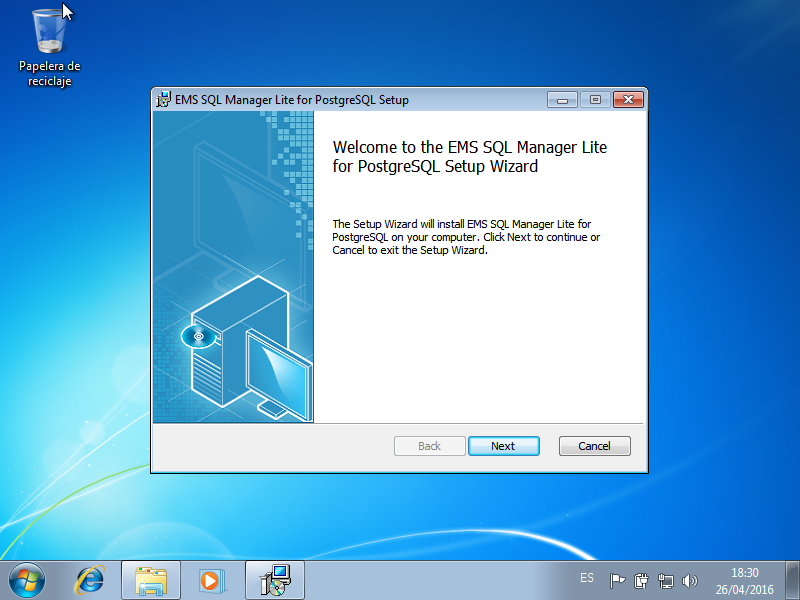 Papelera de
reciclaje
EMS SQL Manager Lite for PostgreSQL Setup
Welcome to the EMS SQL Manager Lite
for PostgreSQL Setup Wizard
The Setup Wizard will install EMS SQL Manager Lite for
PostgreSQL on your computer. Click Next to continue or
Cancel to exit the Setup Wizard.
Back
Next
Cancel
ES
18:30
26/04/2016